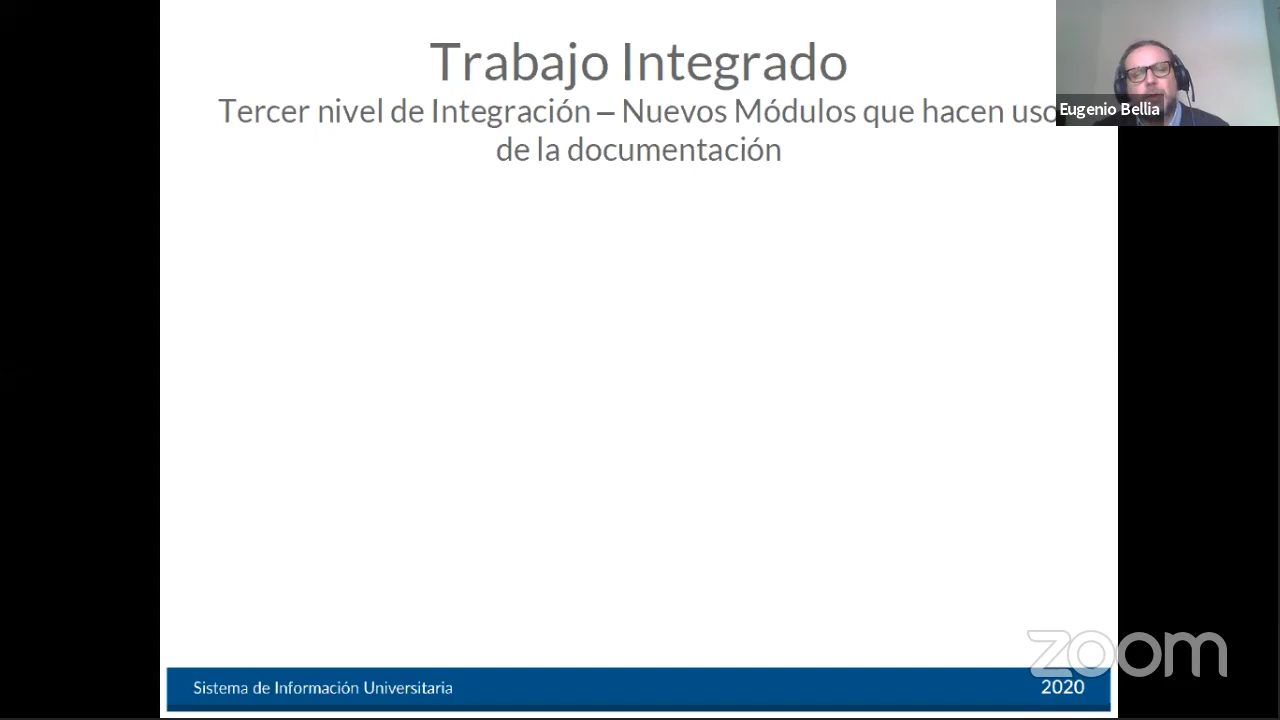 Trabajo Integrado
Tercer nivel de Integración – Nuevos Módulos que hacen uso
de la documentación
Eugenio Bellia
zoom
Sistema de Información Universitaria
2020